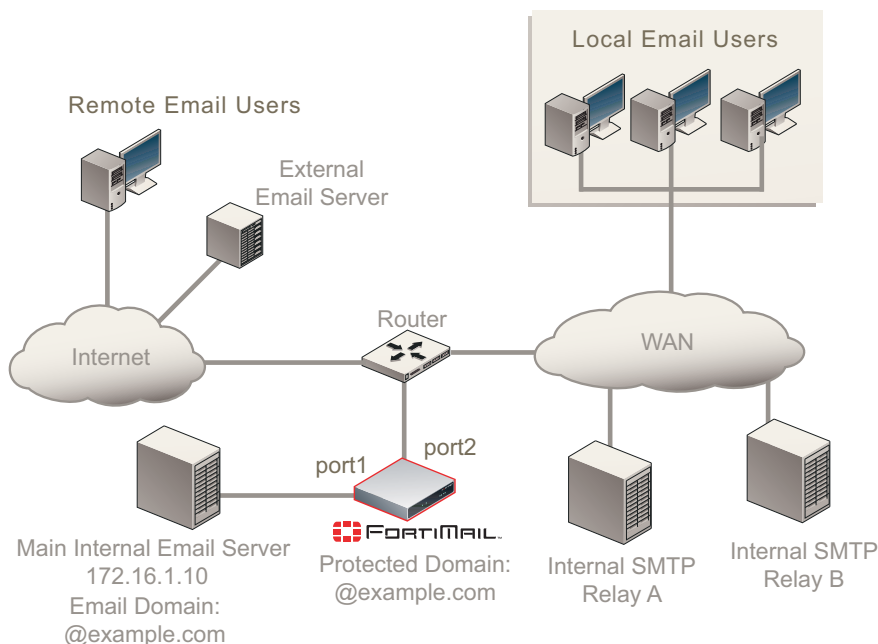 Local Email Users
Remote Email Users
External
Email Server
Router
Internet
WAN
port2
port1
FORTIMAIL
Main Internal Email Server
172.16.1.10
Email Domain:
@example.com
Protected Domain:
@example.com
Internal SMTP
Relay A
Internal SMTP
Relay B